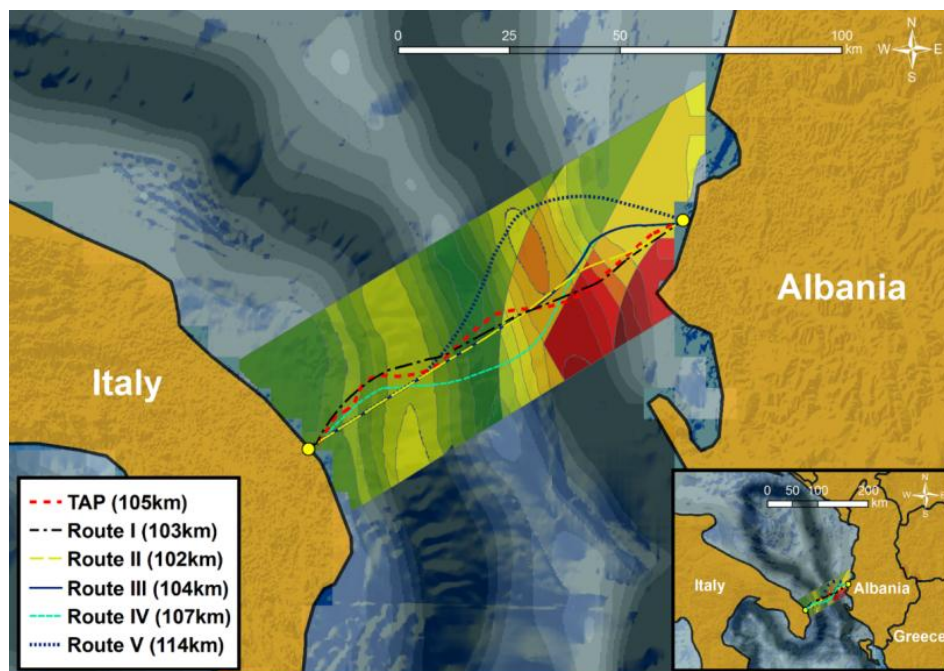 0 25 50 100
km
N
W E
S
Albania
Italy
TAP (105km)
Route I (103km)
Route II (102km)
Route III (104km)
Route IV (107km)
Route V (114km)
0 50 100 200
km
N
W E
S
Italy
Albania
Greece